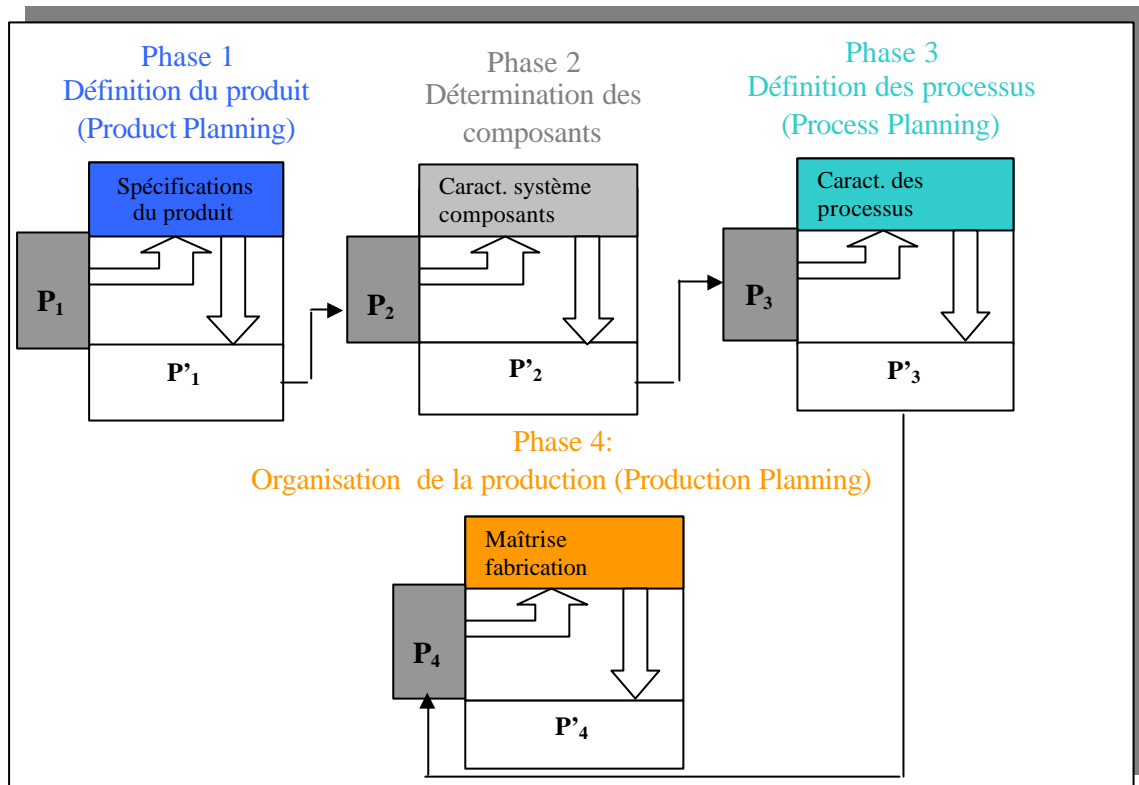 Phase 1
Définition du produit
(Product Planning)
Spécifications
du produit
P₁
P'₁
Phase 2
Détermination des
composants
Caract. système
composants
P₂
P'₂
Phase 3
Définition des processus
(Process Planning)
Caract. des
processus
P₃
P'₃
Phase 4:
Organisation de la production (Production Planning)
Maîtrise
fabrication
P₄
P'₄